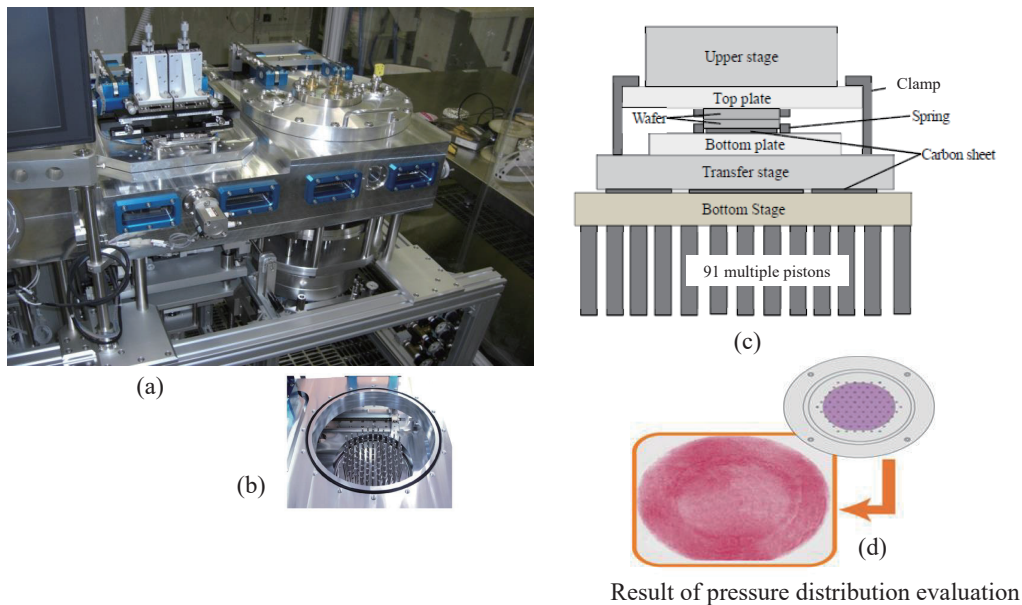 Upper stage
Clamp
Top plate
Wafer
Spring
Bottom plate
Carbon sheet
Transfer stage
Bottom Stage
91 multiple pistons
(c)
(a)
(b)
(d)
Result of pressure distribution evaluation